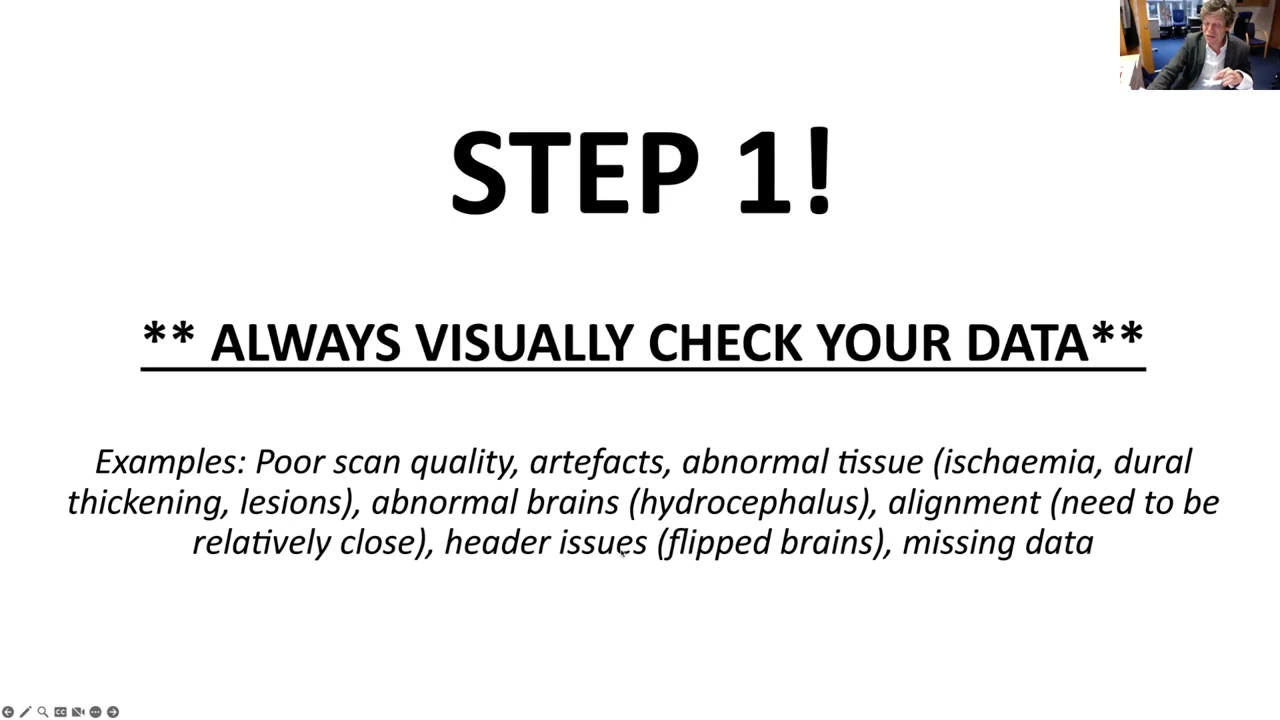 STEP 1!
** ALWAYS VISUALLY CHECK YOUR DATA**
Examples: Poor scan quality, artefacts, abnormal tissue (ischaemia, dural
thickening, lesions), abnormal brains (hydrocephalus), alignment (need to be
relatively close), header issues (flipped brains), missing data